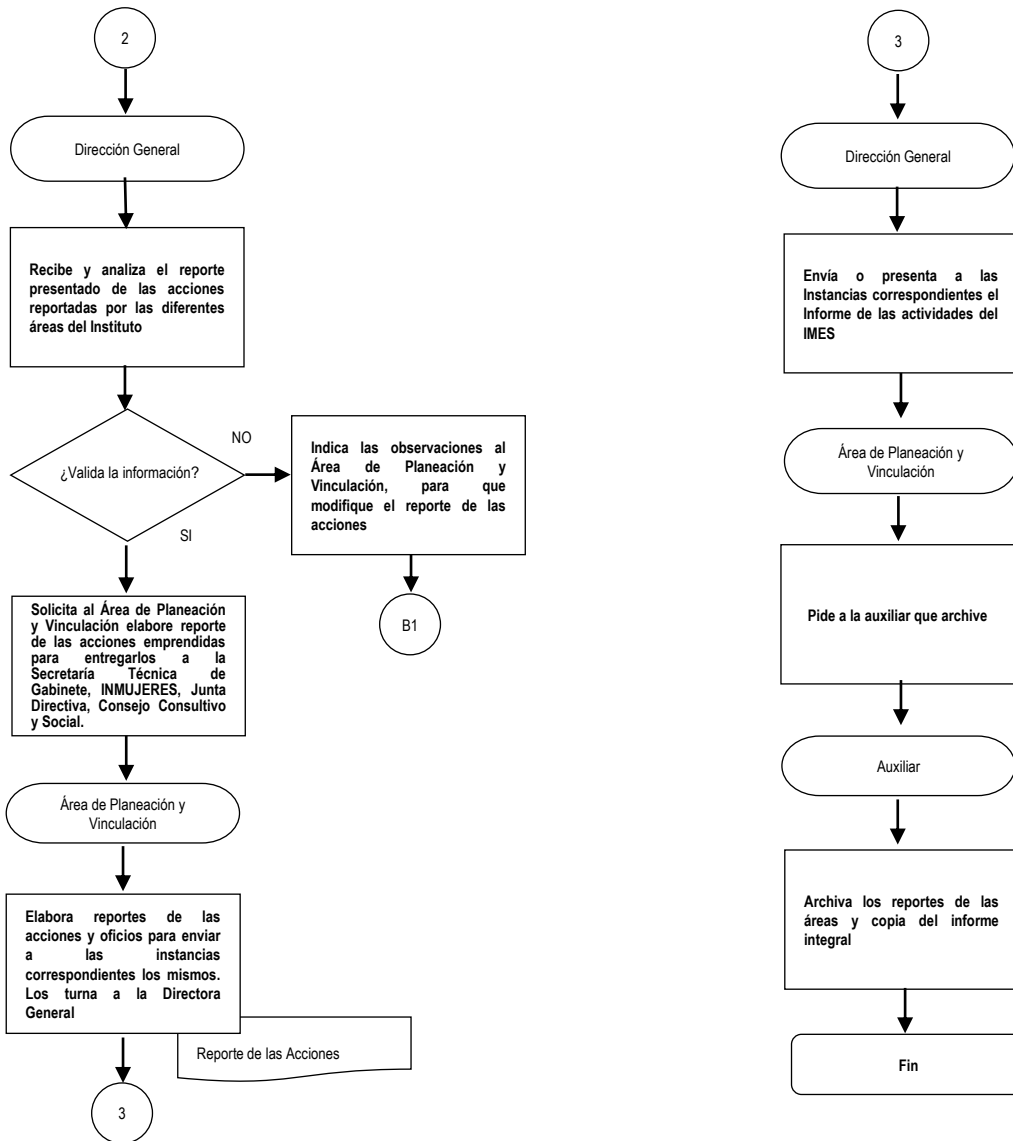 2
Dirección General
Recibe y analiza el reporte
presentado de las acciones
reportadas por las diferentes
áreas del Instituto
¿Valida la información?
NO
SI
Indica las observaciones al
Área de Planeación y
Vinculación, para que
modifique el reporte de las
acciones
B1
Solicita al Área de Planeación
y Vinculación elabore reporte
de las acciones emprendidas
para entregarlos a la
Secretaría Técnica de
Gabinete, INMUJERES, Junta
Directiva, Consejo Consultivo
y Social.
Área de Planeación y
Vinculación
Elabora reportes de las
acciones y oficios para enviar
a las instancias
correspondientes los mismos.
Los turna a la Directora
General
Reporte de las Acciones
3
3
Dirección General
Envía o presenta a las
Instancias correspondientes el
Informe de las actividades del
IMES
Área de Planeación y
Vinculación
Pide a la auxiliar que archive
Auxiliar
Archiva los reportes de las
áreas y copia del informe
integral
Fin